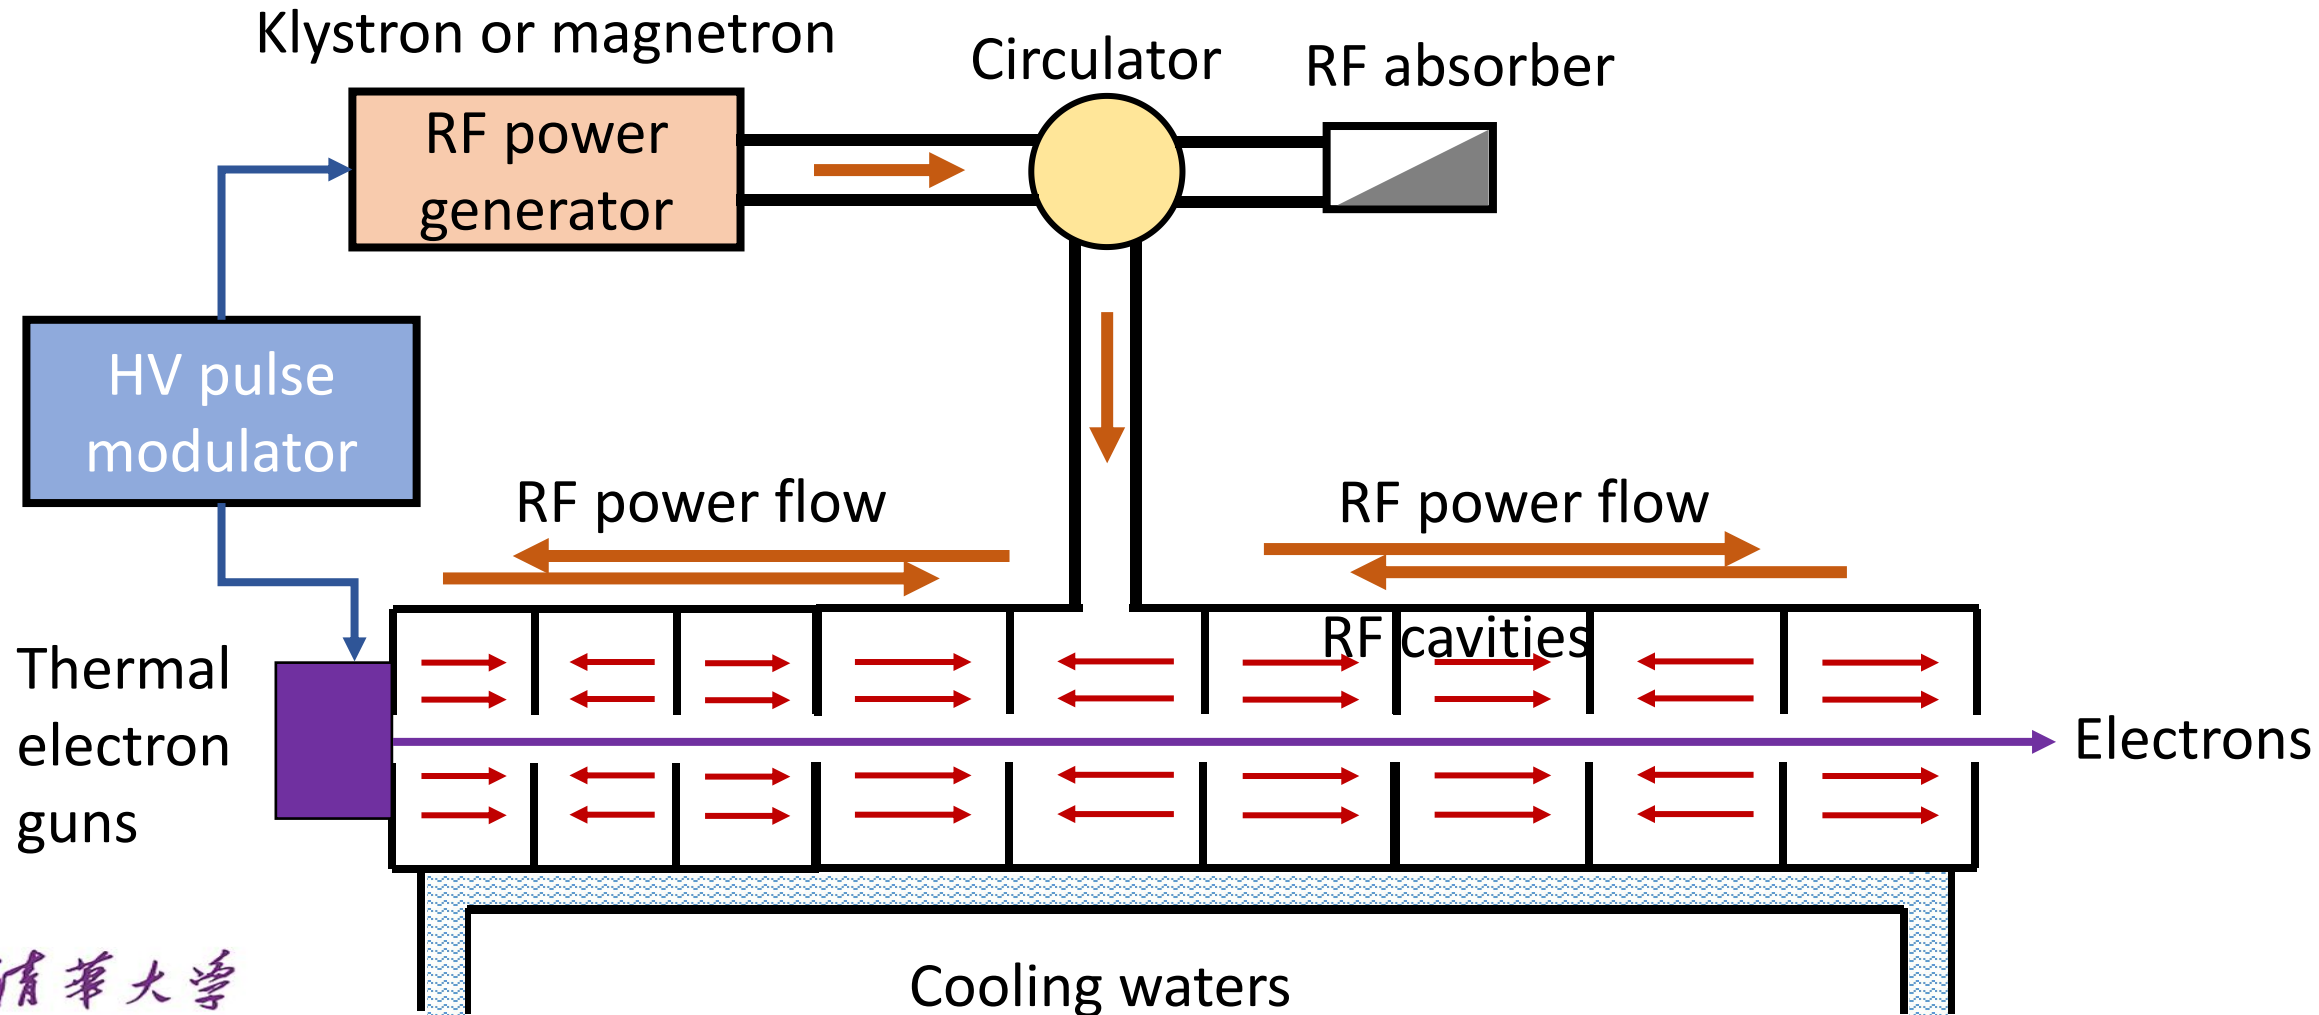 Klystron or magnetron
Circulator
RF absorber
RF power
generator
HV pulse
modulator
RF power flow
RF power flow
RF cavities
Thermal
electron
guns
Electrons
Cooling waters
清華大学